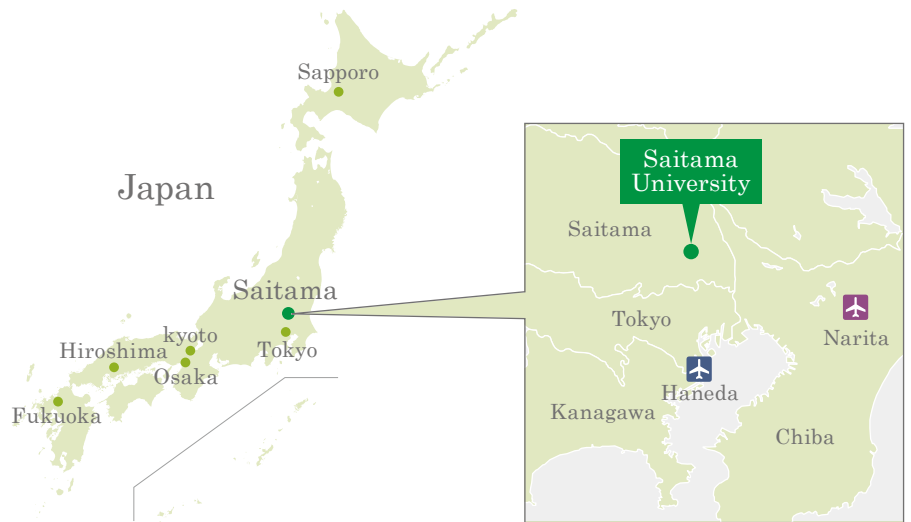 Sapporo
Japan
Saitama
kyoto
Hiroshima
Tokyo
Osaka
Fukuoka
Saitama
University
Saitama
Tokyo
Narita
Haneda
Kanagawa
Chiba